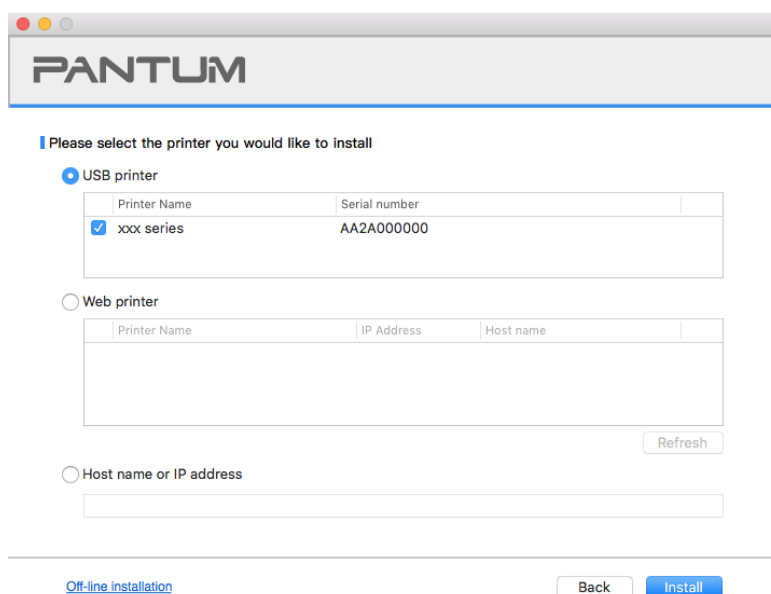 PANTUM
Please select the printer you would like to install
USB printer
Printer Name Serial number
xxx series AA2A000000
Web printer
Printer Name IP Address Host name
Refresh
Host name or IP address
Off-line installation Back Install